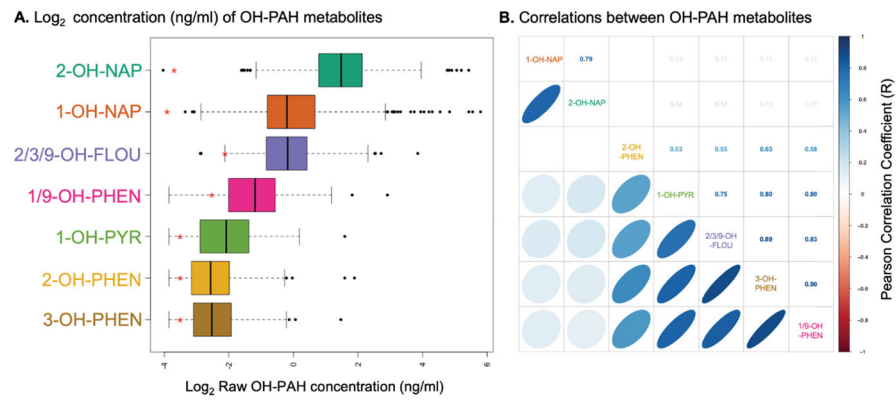 A. Log₂ concentration (ng/ml) of OH-PAH metabolites
2-OH-NAP
1-OH-NAP
2/3/9-OH-FLOU
1/9-OH-PHEN
1-OH-PYR
2-OH-PHEN
3-OH-PHEN
-4 -2 0 2 4 6
Log₂ Raw OH-PAH concentration (ng/ml)
B. Correlations between OH-PAH metabolites
1-OH-NAP 0.79
2-OH-NAP
2-OH
-PHEN 0.53 0.55 0.63 0.58
1-OH-PYR 0.75 0.80 0.80
2/3/9-OH
-FLOU 0.89 0.83
3-OH-
PHEN 0.90
1/9-OH
-PHEN
1
0.8
0.6
0.4
0.2
0
-0.2
-0.4
-0.6
-0.8
-1
Pearson Correlation Coefficient (R)